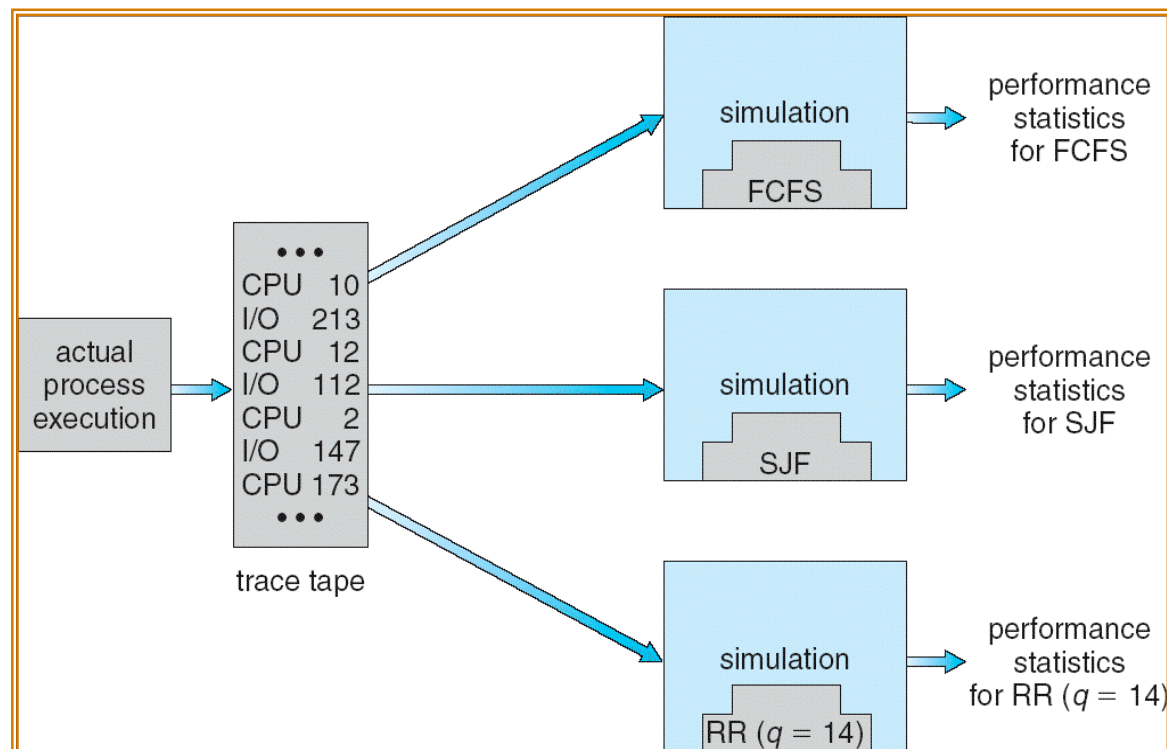 actual
process
execution
• • •
CPU 10
I/O 213
CPU 12
I/O 112
CPU 2
I/O 147
CPU 173
• • •
trace tape
simulation
FCFS
performance
statistics
for FCFS
simulation
SJF
performance
statistics
for SJF
simulation
RR (q = 14)
performance
statistics
for RR (q = 14)